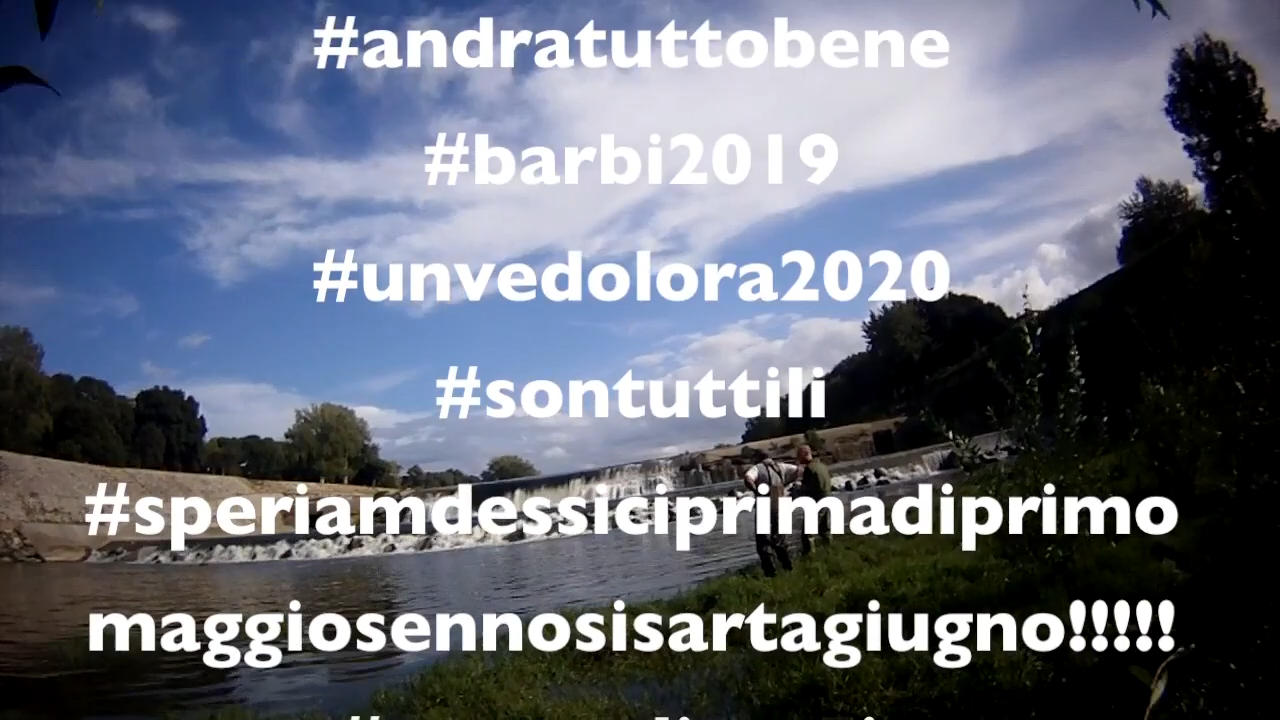 #andratuttobene
#barbi2019
#unvedolora2020
#sontuttili
#speriamdessiciprimadiprimo
maggiosennosisartagiugno!!!!!